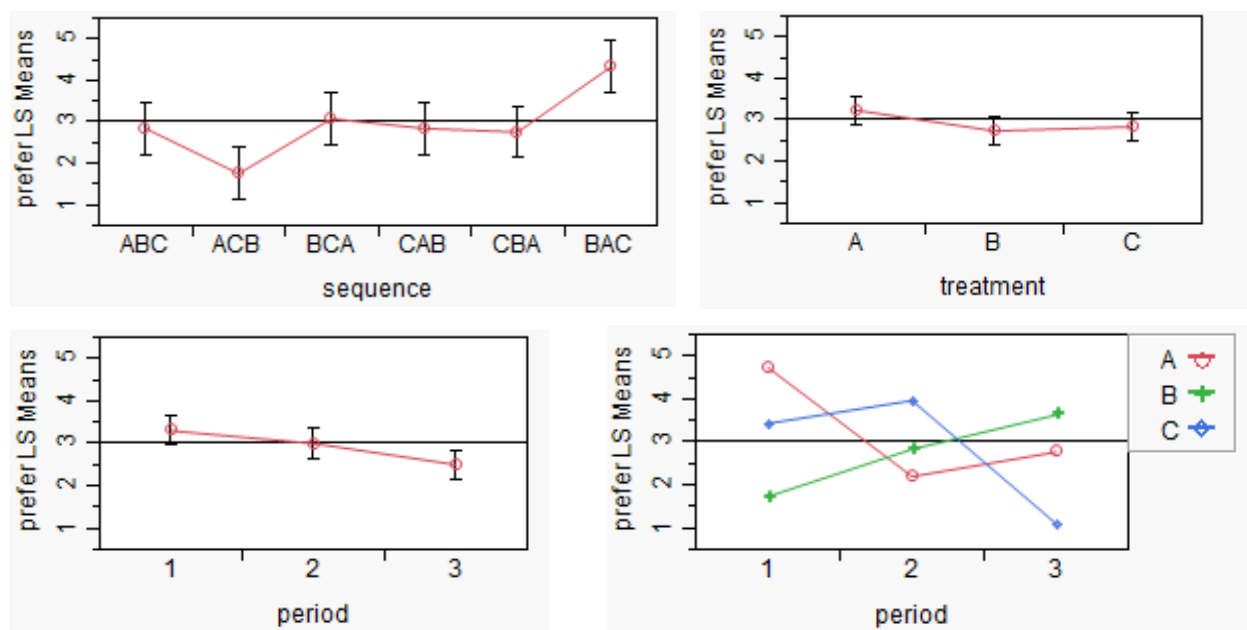 prefer LS Means
5
4
3
2
1
ABC ACB BCA CAB CBA BAC
sequence
prefer LS Means
5
4
3
2
1
A B C
treatment
prefer LS Means
5
4
3
2
1
1 2 3
period
prefer LS Means
5
4
3
2
1
1 2 3
period
A
B
C